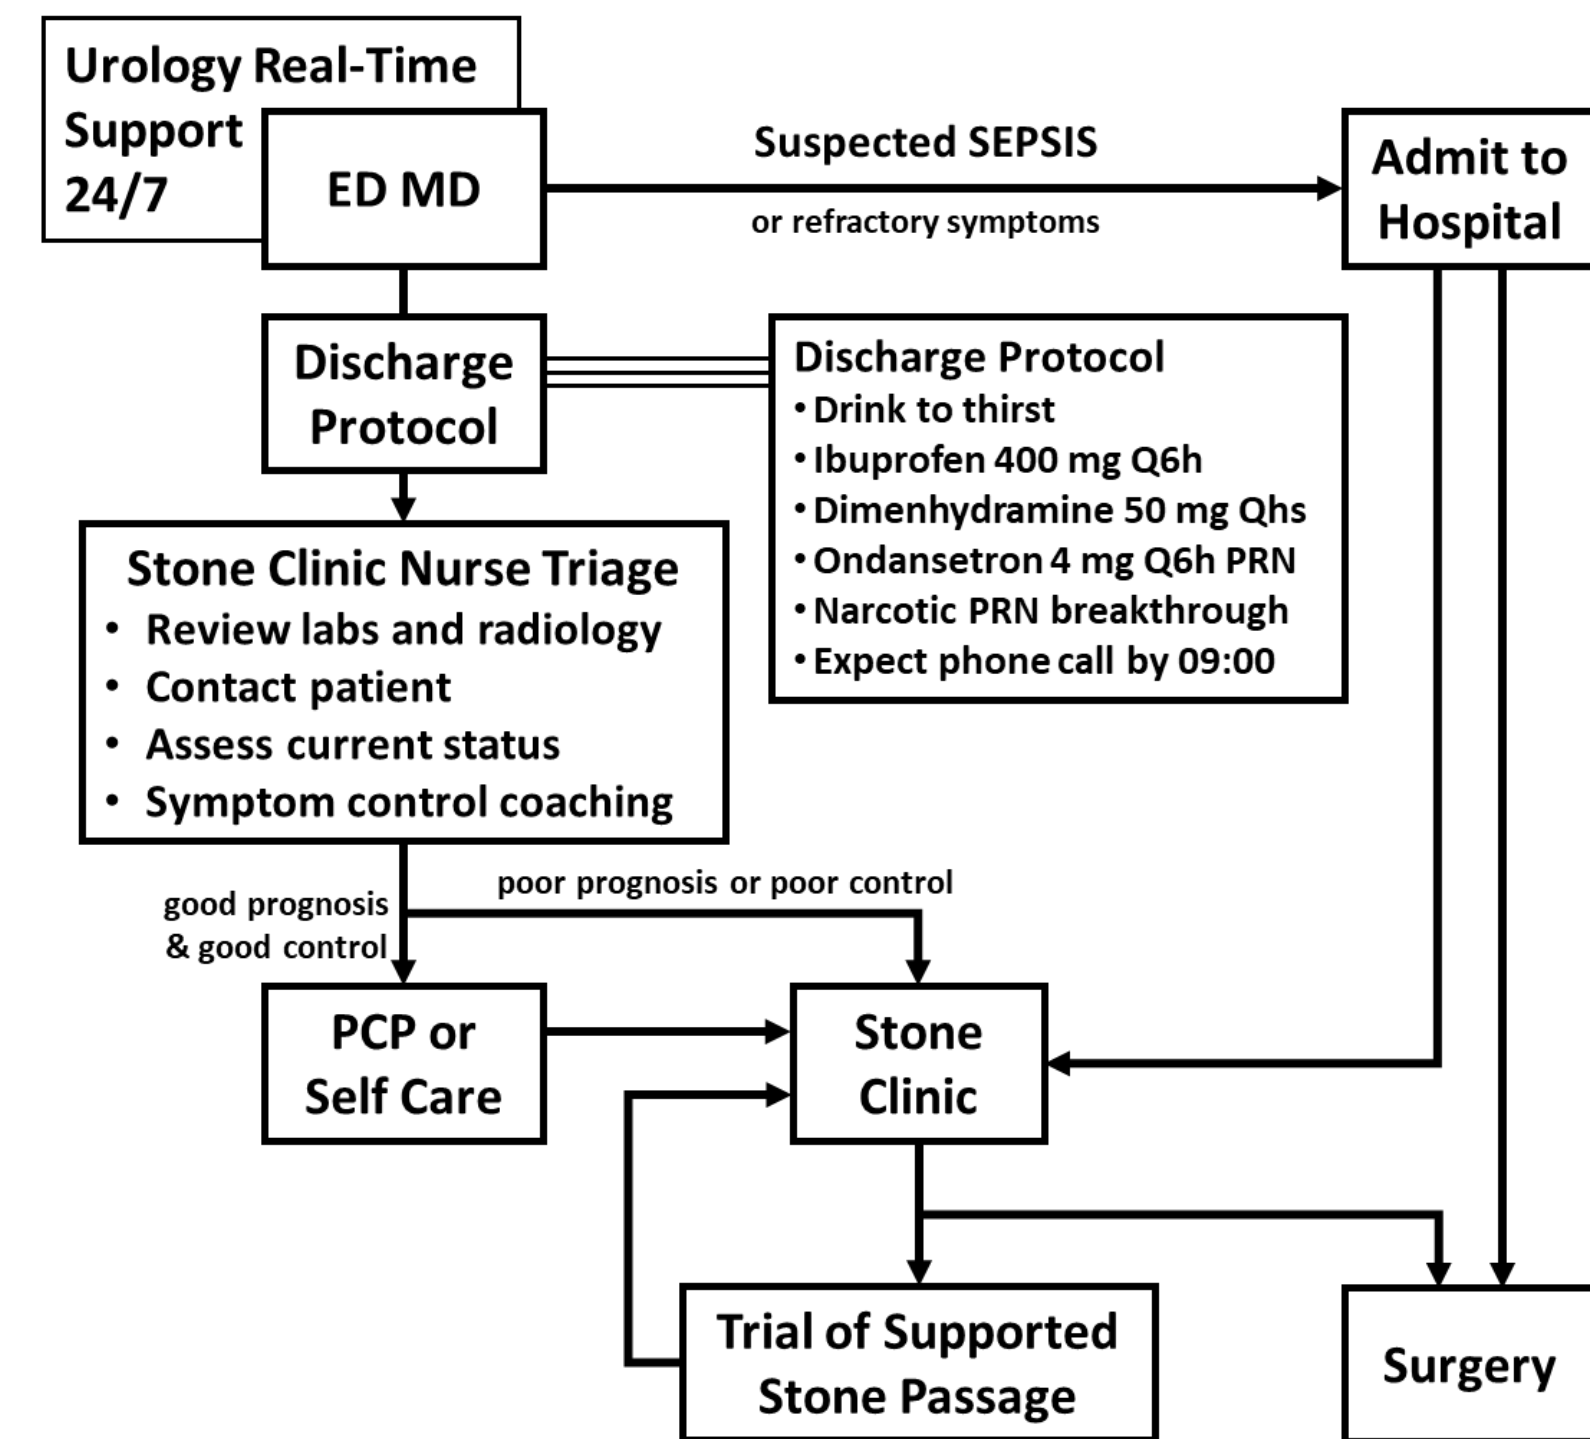 Urology Real-Time
Support
24/7
ED MD
Suspected SEPSIS
or refractory symptoms
Admit to
Hospital
Discharge
Protocol
Discharge Protocol
• Drink to thirst
• Ibuprofen 400 mg Q6h
• Dimenhydramine 50 mg Qhs
• Ondansetron 4 mg Q6h PRN
• Narcotic PRN breakthrough
• Expect phone call by 09:00
Stone Clinic Nurse Triage
• Review labs and radiology
• Contact patient
• Assess current status
• Symptom control coaching
good prognosis
& good control
poor prognosis or poor control
PCP or
Self Care
Stone
Clinic
Trial of Supported
Stone Passage
Surgery